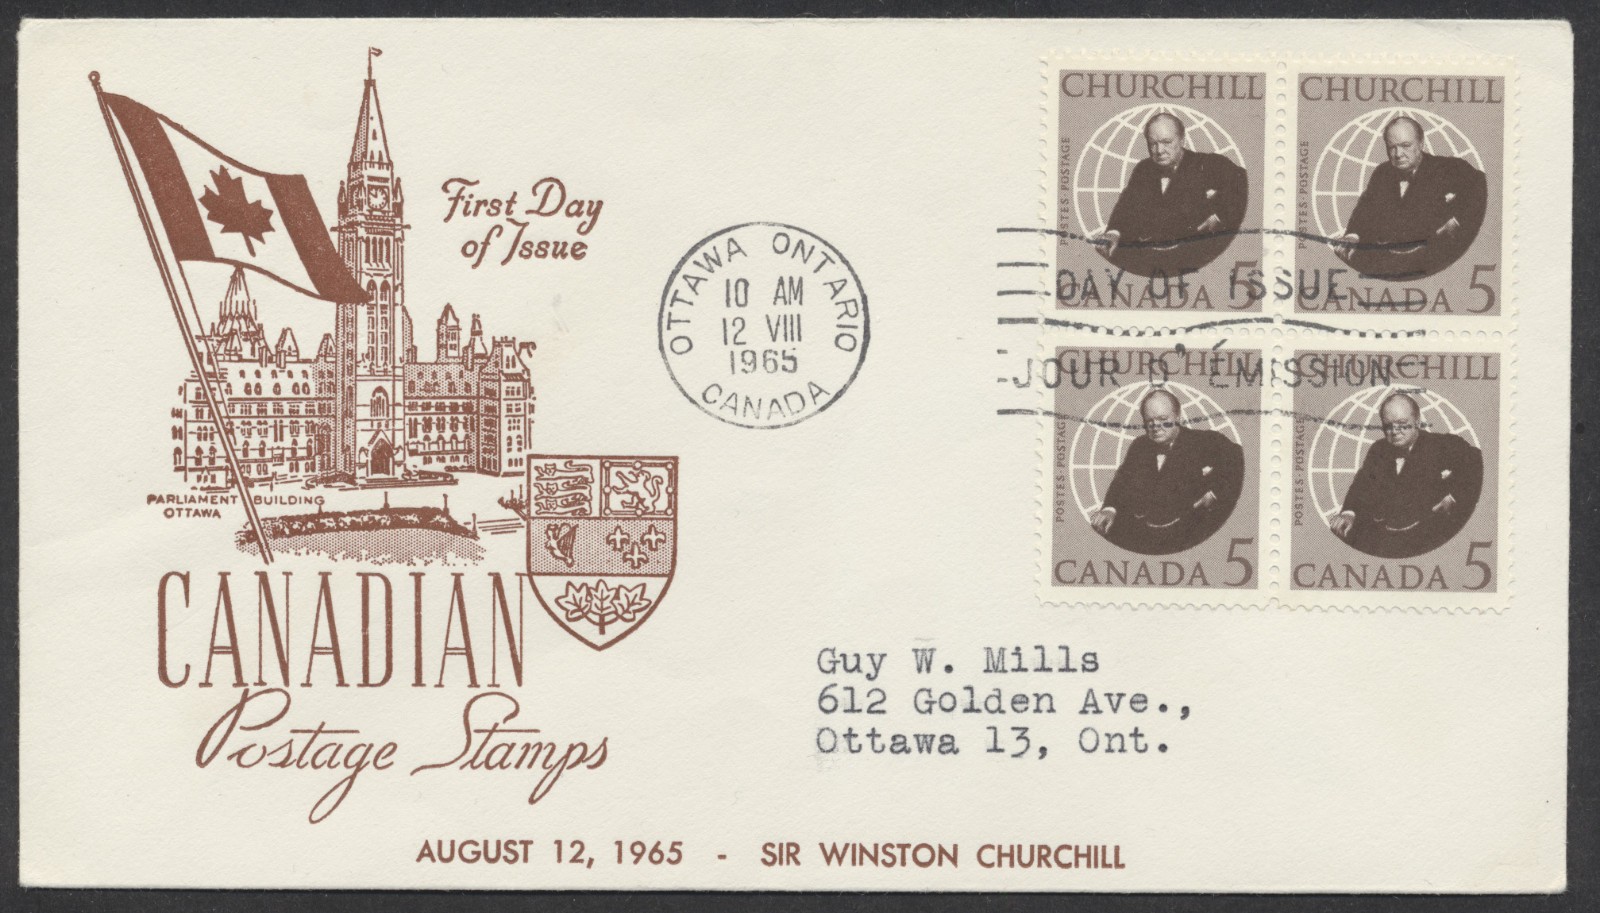 First Day
of Issue
PARLIAMENT BUILDING
OTTAWA
CANADIAN
Postage Stamps
OTTAWA ONTARIO
10 AM
12 VIII
1965
CANADA
CHURCHILL
POSTES·POSTAGE
CANADA 5
CHURCHILL
POSTES·POSTAGE
CANADA 5
DAY OF ISSUE
JOUR D'ÉMISSION
CHURCHILL
POSTES·POSTAGE
CANADA 5
CHURCHILL
POSTES·POSTAGE
CANADA 5
Guy W. Mills
612 Golden Ave.,
Ottawa 13, Ont.
AUGUST 12, 1965 - SIR WINSTON CHURCHILL